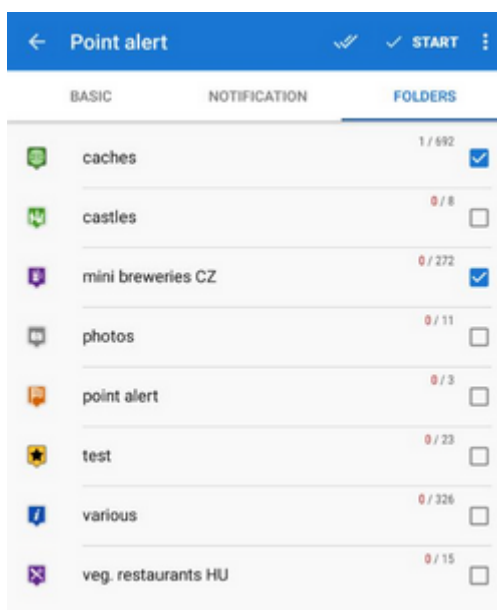 Point alert
START
BASIC NOTIFICATION FOLDERS
1 / 692
caches
0 / 8
castles
0 / 272
mini breweries CZ
0 / 11
photos
0 / 3
point alert
0 / 23
test
0 / 326
various
0 / 15
veg. restaurants HU